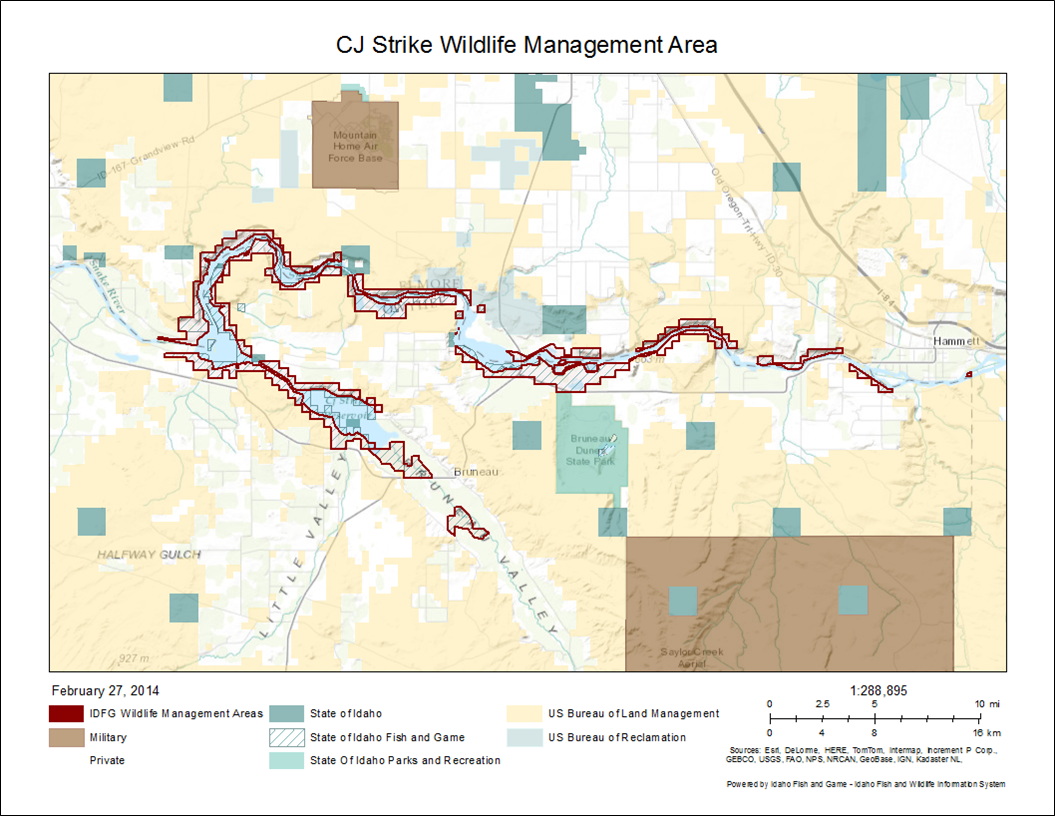 CJ Strike Wildlife Management Area
Mountain
Home Air
Force Base
ID-167-Grandview Rd
Old Oregon-Trl-Hwy-ID-30
I-84
Snake River
Hammett
CJ Strike
Reservoir
Bruneau
Dunes
State Park
Bruneau
BRUNEAU VALLEY
LITTLE VALLEY
HALFWAY GULCH
927 m
Saylor Creek
Aerial
February 27, 2014
1:288,895
0 2.5 5 10 mi
0 4 8 16 km
IDFG Wildlife Management Areas
Military
Private
State of Idaho
State of Idaho Fish and Game
State Of Idaho Parks and Recreation
US Bureau of Land Management
US Bureau of Reclamation
Sources: Esri, DeLorme, HERE, TomTom, Intermap, Increment P Corp.,
GEBCO, USGS, FAO, NPS, NRCAN, GeoBase, IGN, Kadaster NL,
Powered by Idaho Fish and Game - Idaho Fish and Wildlife Information System